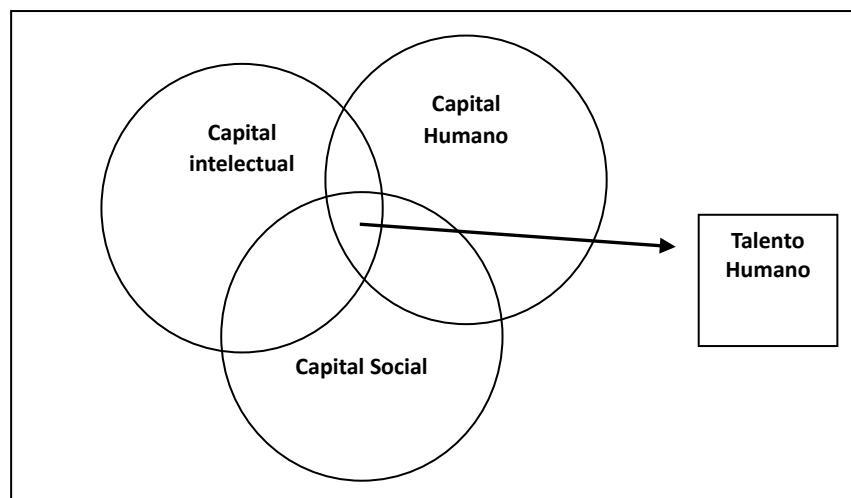 Capital
intelectual
Capital
Humano
Capital Social
Talento
Humano